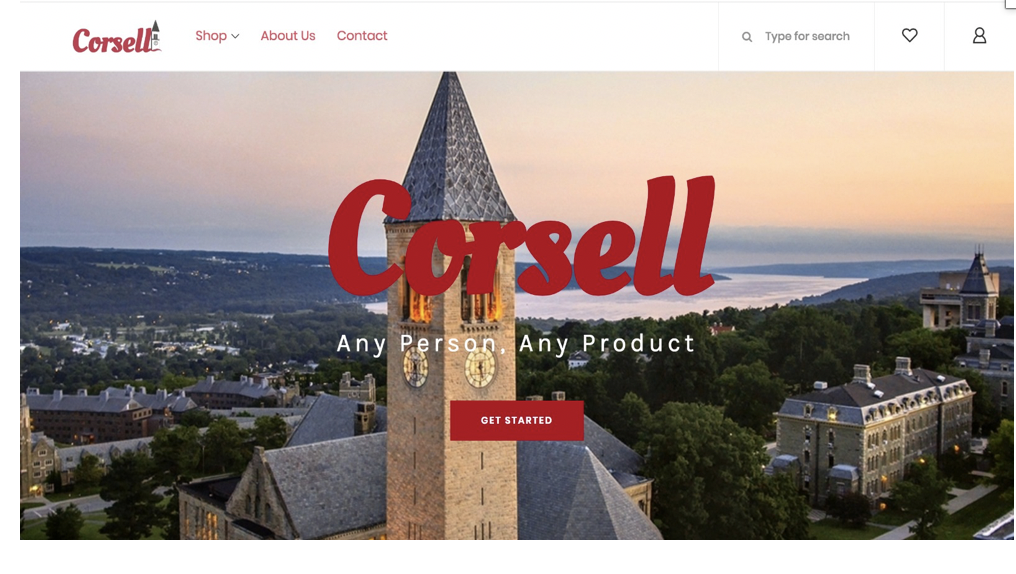 Corsell
Shop
About Us
Contact
Type for search
Corsell
Any Person, Any Product
GET STARTED